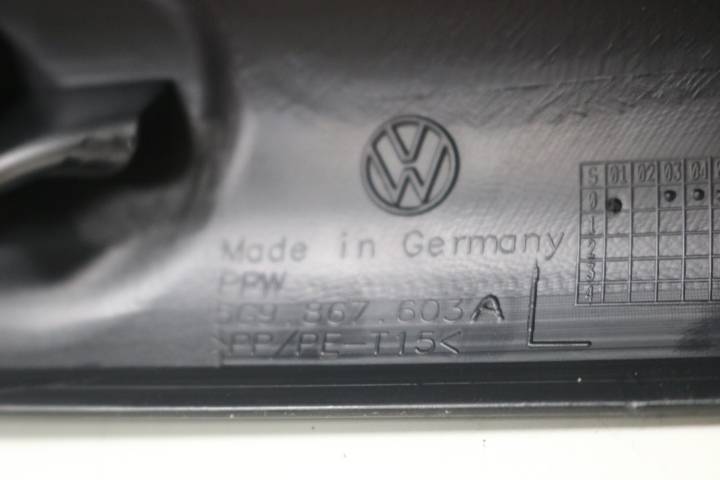 Made in Germany
PPW
5G9 867.603A
>PP/PE-T15<
L
S 01 02 03 04
0
1
2
3
4